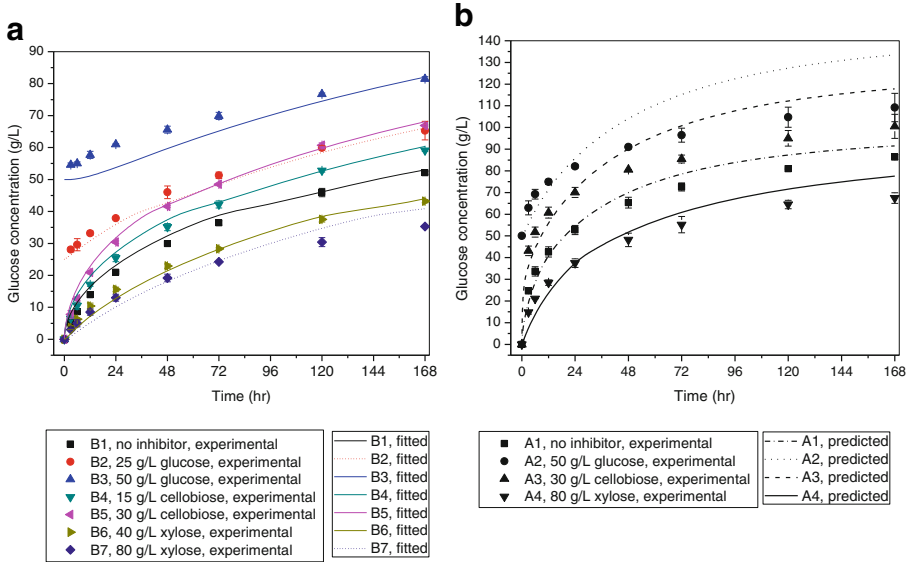 a
90
80
70
60
50
40
30
20
10
0
Glucose concentration (g/L)
0 24 48 72 96 120 144 168
Time (hr)
B1, no inhibitor, experimental
B2, 25 g/L glucose, experimental
B3, 50 g/L glucose, experimental
B4, 15 g/L cellobiose, experimental
B5, 30 g/L cellobiose, experimental
B6, 40 g/L xylose, experimental
B7, 80 g/L xylose, experimental
B1, fitted
B2, fitted
B3, fitted
B4, fitted
B5, fitted
B6, fitted
B7, fitted
b
140
130
120
110
100
90
80
70
60
50
40
30
20
10
0
Glucose concentration (g/L)
0 24 48 72 96 120 144 168
Time (hr)
A1, no inhibitor, experimental
A2, 50 g/L glucose, experimental
A3, 30 g/L cellobiose, experimental
A4, 80 g/L xylose, experimental
A1, predicted
A2, predicted
A3, predicted
A4, predicted